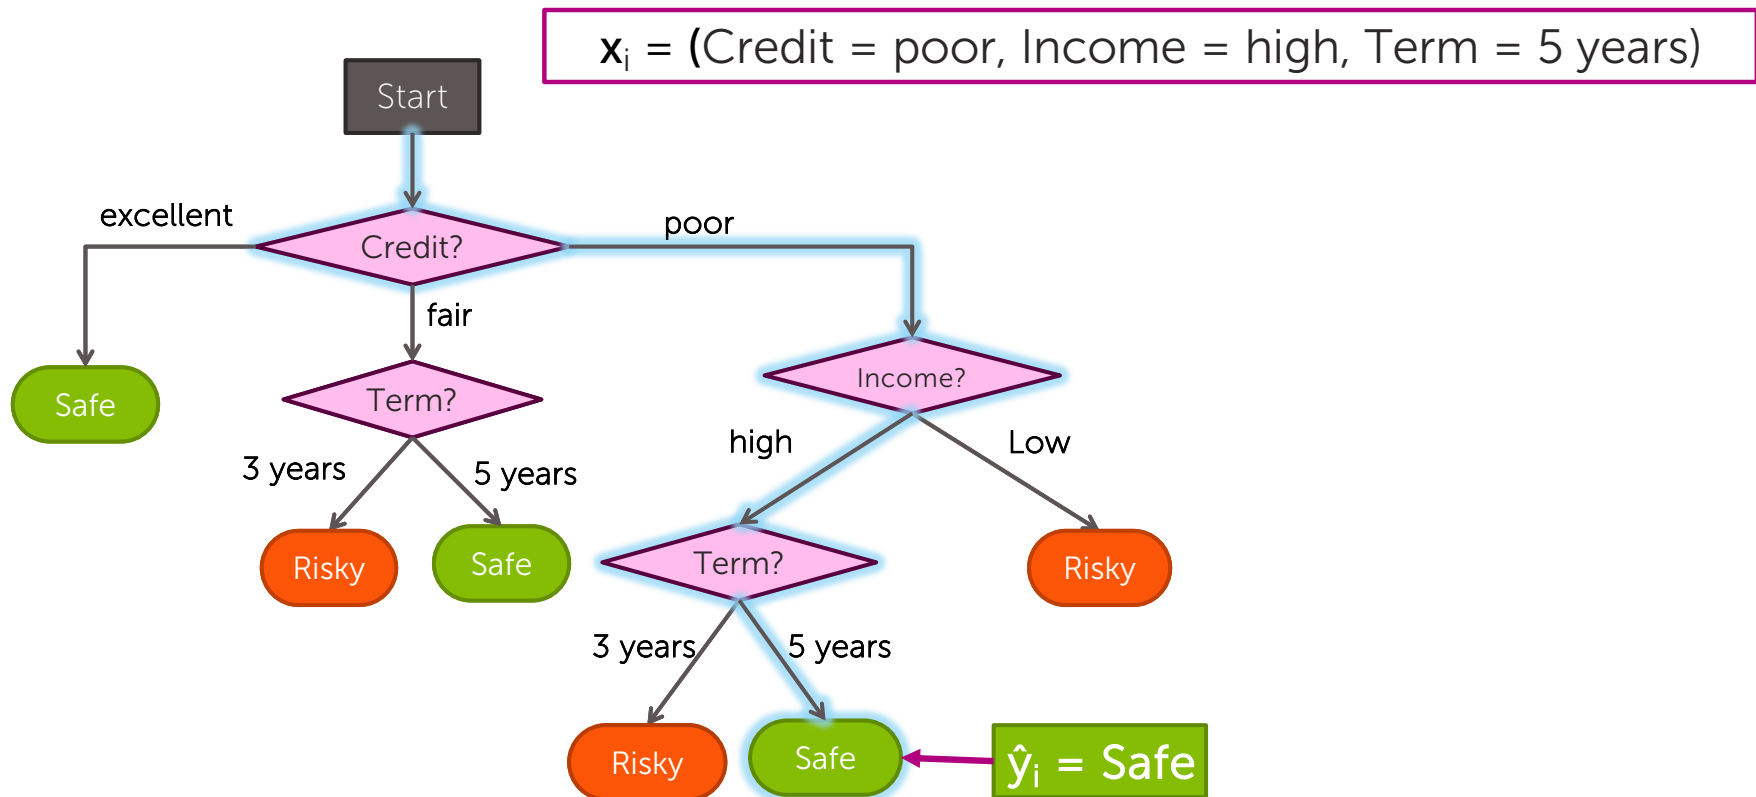 xᵢ = (Credit = poor, Income = high, Term = 5 years)
Start
excellent
poor
Credit?
fair
Income?
Safe
Term?
high
Low
3 years
5 years
Risky
Safe
Term?
Risky
3 years
5 years
Risky
Safe
ŷᵢ = Safe